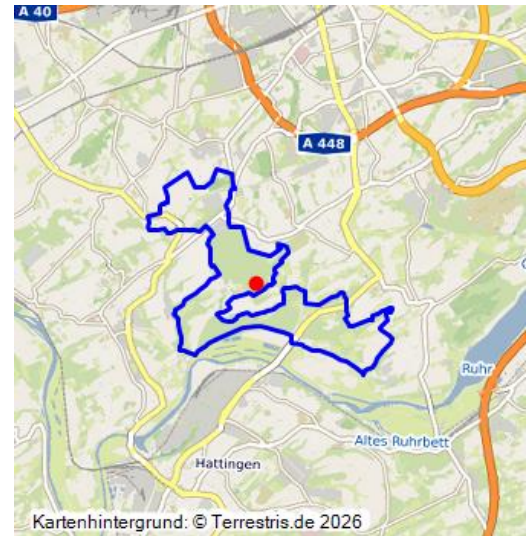 A 40
A 448
Ruhr
Altes Ruhrbett
Hattingen
Kartenhintergrund: © Terrestris.de 2026